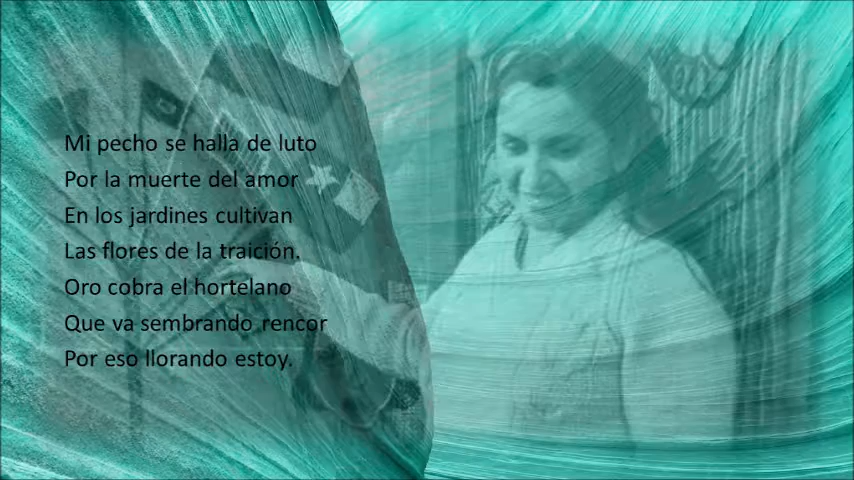 Mi pecho se halla de luto
Por la muerte del amor
En los jardines cultivan
Las flores de la traición.
Oro cobra el hortelano
Que va sembrando rencor
Por eso llorando estoy.